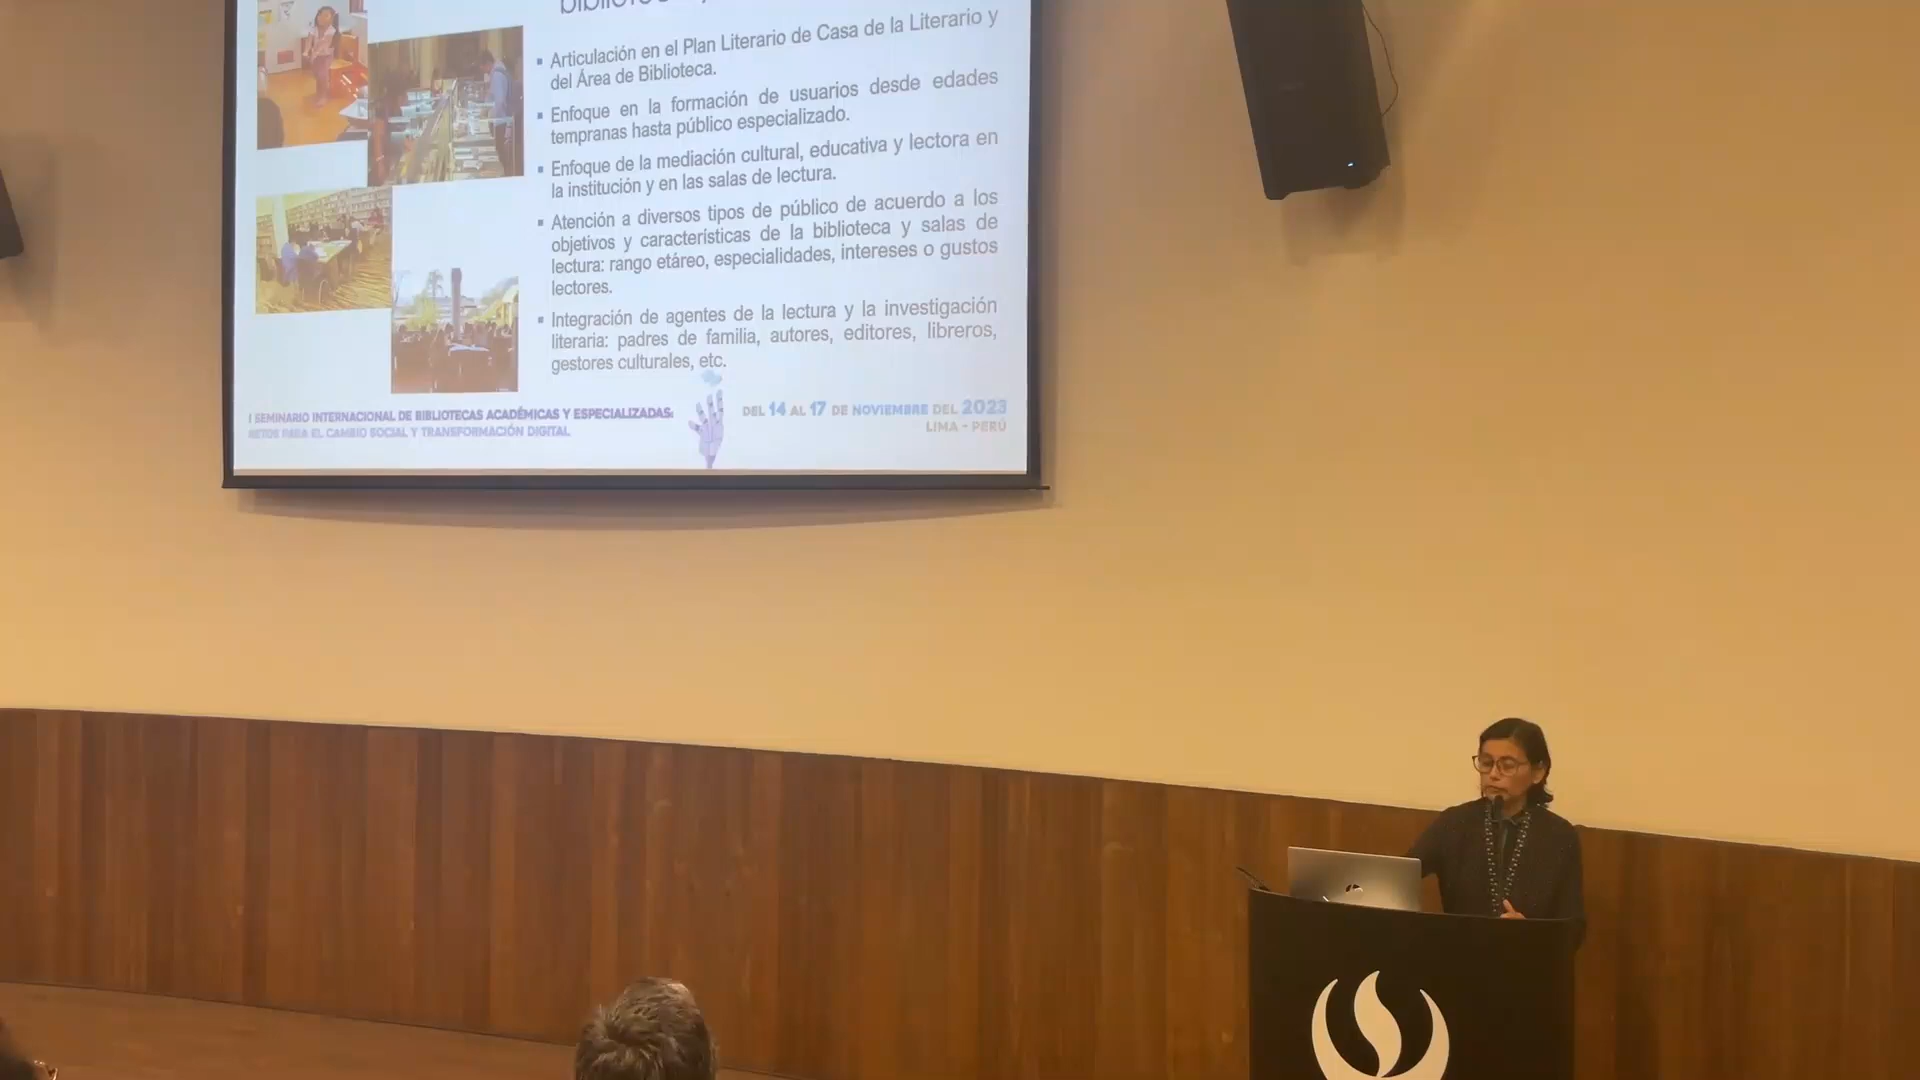 Articulación en el Plan Literario de Casa de la Literario y
del Área de Biblioteca.
Enfoque en la formación de usuarios desde edades
tempranas hasta público especializado.
Enfoque de la mediación cultural, educativa y lectora en
la institución y en las salas de lectura.
Atención a diversos tipos de público de acuerdo a los
objetivos y características de la biblioteca y salas de
lectura: rango etáreo, especialidades, intereses o gustos
lectores.
Integración de agentes de la lectura y la investigación
literaria: padres de familia, autores, editores, libreros,
gestores culturales, etc.
I SEMINARIO INTERNACIONAL DE BIBLIOTECAS ACADÉMICAS Y ESPECIALIZADAS:
RETOS PARA EL CAMBIO SOCIAL Y TRANSFORMACIÓN DIGITAL
DEL 14 AL 17 DE NOVIEMBRE DEL 2023
LIMA - PERÚ